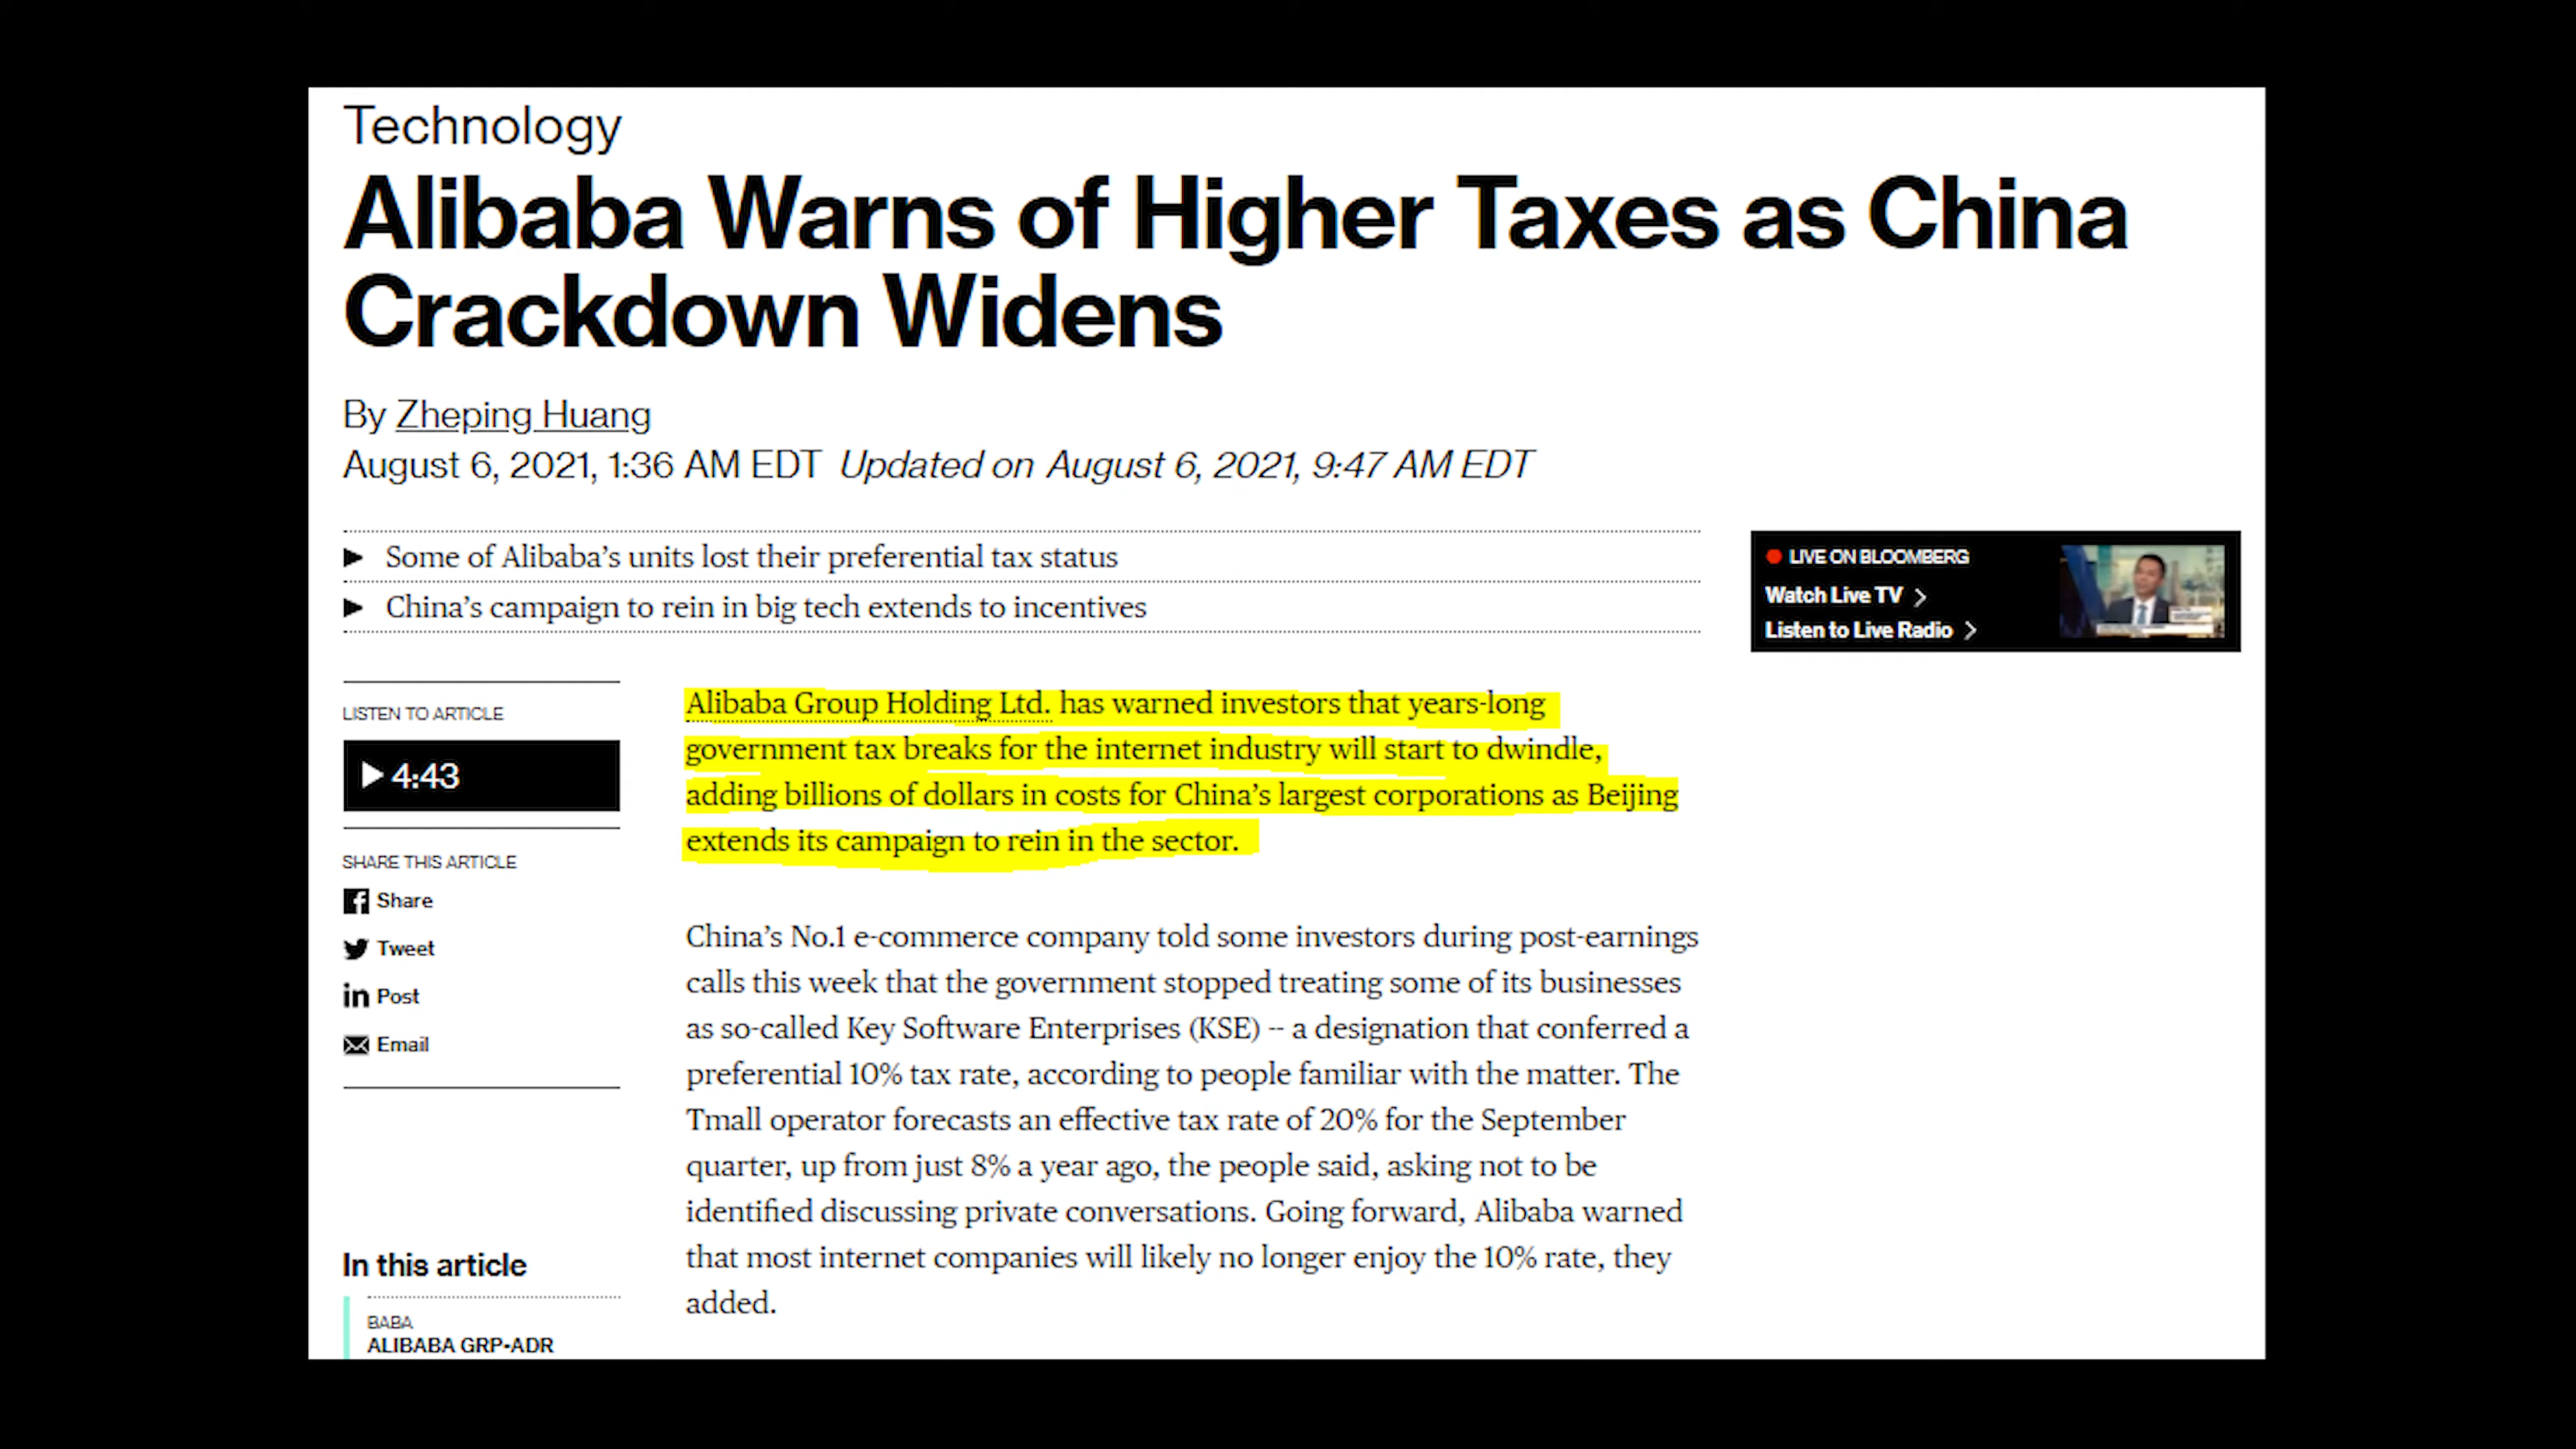 Technology
Alibaba Warns of Higher Taxes as China
Crackdown Widens
By Zheping Huang
August 6, 2021, 1:36 AM EDT Updated on August 6, 2021, 9:47 AM EDT
▶ Some of Alibaba's units lost their preferential tax status
▶ China's campaign to rein in big tech extends to incentives
LIVE ON BLOOMBERG
Watch Live TV >
Listen to Live Radio >
LISTEN TO ARTICLE
▶ 4:43
SHARE THIS ARTICLE
Share
Tweet
in Post
Email
In this article
BABA
ALIBABA GRP-ADR
Alibaba Group Holding Ltd. has warned investors that years-long
government tax breaks for the internet industry will start to dwindle,
adding billions of dollars in costs for China's largest corporations as Beijing
extends its campaign to rein in the sector.
China's No.1 e-commerce company told some investors during post-earnings
calls this week that the government stopped treating some of its businesses
as so-called Key Software Enterprises (KSE) -- a designation that conferred a
preferential 10% tax rate, according to people familiar with the matter. The
Tmall operator forecasts an effective tax rate of 20% for the September
quarter, up from just 8% a year ago, the people said, asking not to be
identified discussing private conversations. Going forward, Alibaba warned
that most internet companies will likely no longer enjoy the 10% rate, they
added.